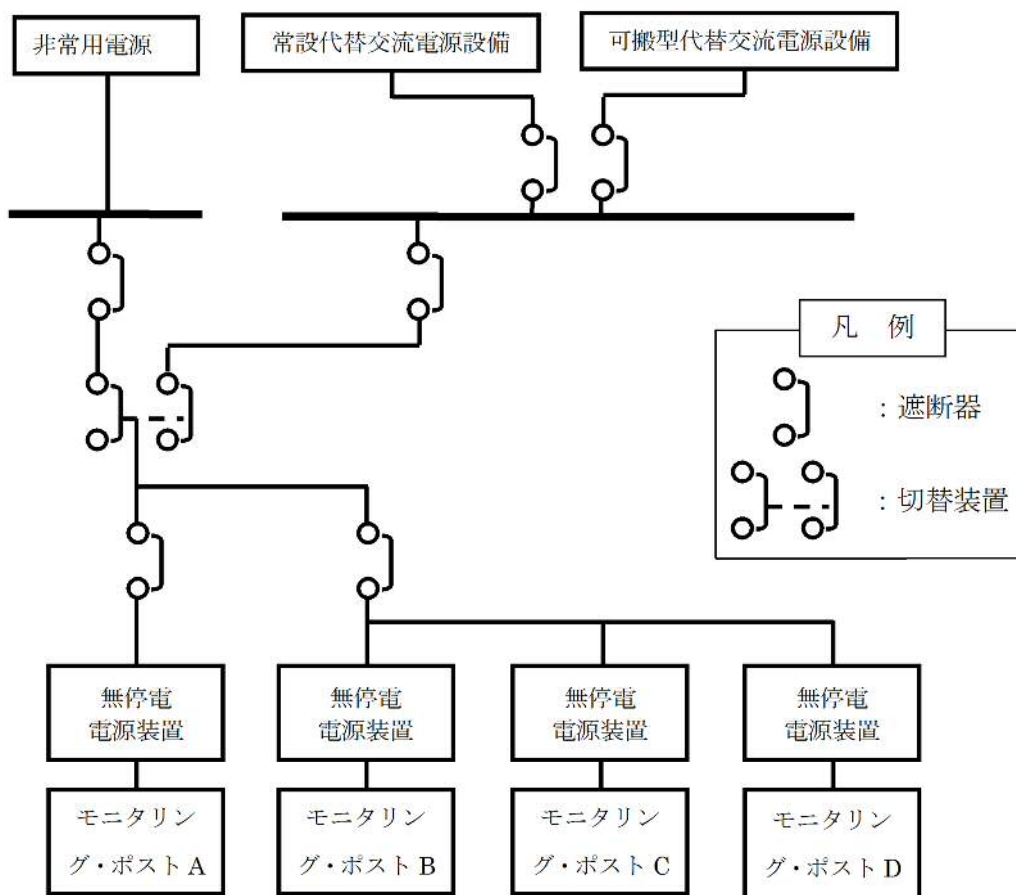 非常用電源
常設代替交流電源設備
可搬型代替交流電源設備
凡 例
：遮断器
：切替装置
無停電
電源装置
無停電
電源装置
無停電
電源装置
無停電
電源装置
モニタリン
グ・ポスト A
モニタリン
グ・ポスト B
モニタリン
グ・ポスト C
モニタリン
グ・ポスト D